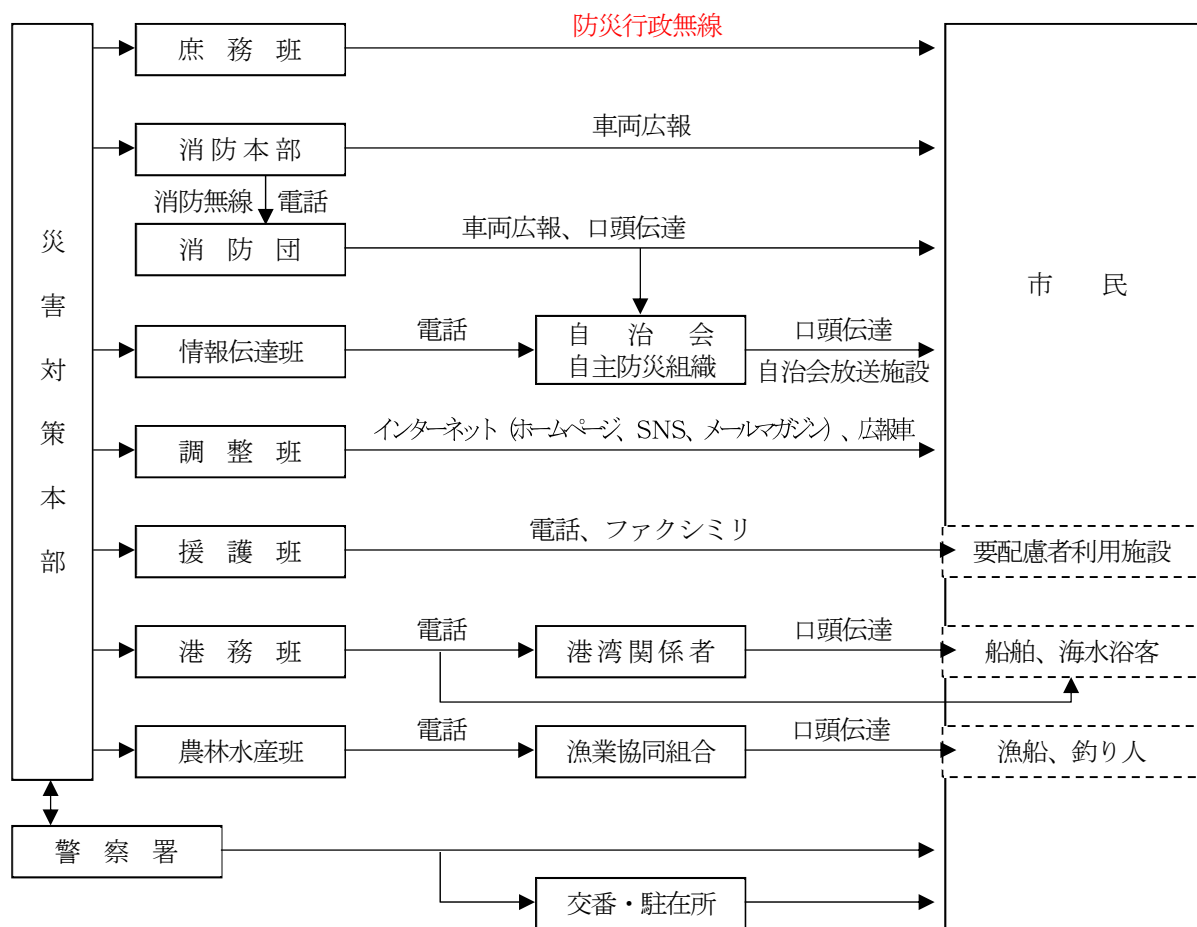 防災行政無線
庶務班
車両広報
消防本部
消防無線 電話
車両広報、口頭伝達
消防団
災害対策本部
市民
電話
自治会
自主防災組織
口頭伝達
自治会放送施設
情報伝達班
インターネット（ホームページ、SNS、メールマガジン）、広報車
調整班
電話、ファクシミリ
援護班
要配慮者利用施設
電話
口頭伝達
港務班
港湾関係者
船舶、海水浴客
電話
口頭伝達
農林水産班
漁業協同組合
漁船、釣り人
警察署
交番・駐在所